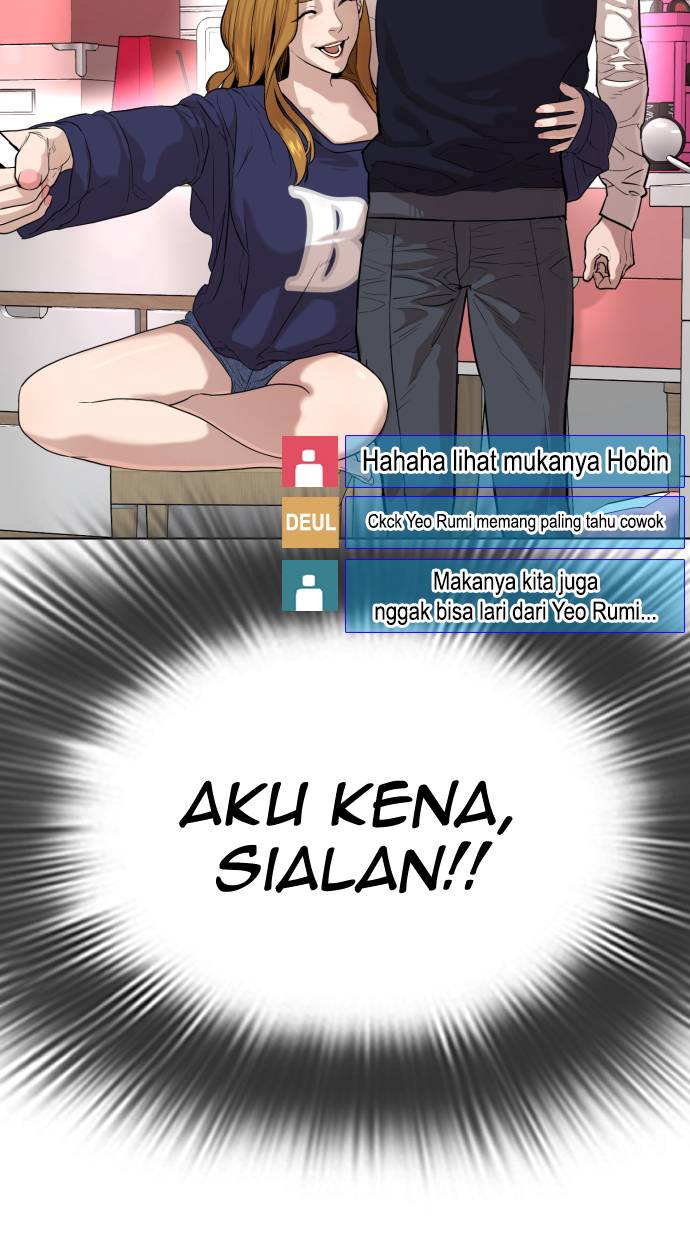 B
Hahaha lihat mukanya Hobin
DEUL
Ckck Yeo Rumi memang paling tahu cowok
Makanya kita juga
nggak bisa lari dari Yeo Rumi...
AKU KENA,
SIALAN!!